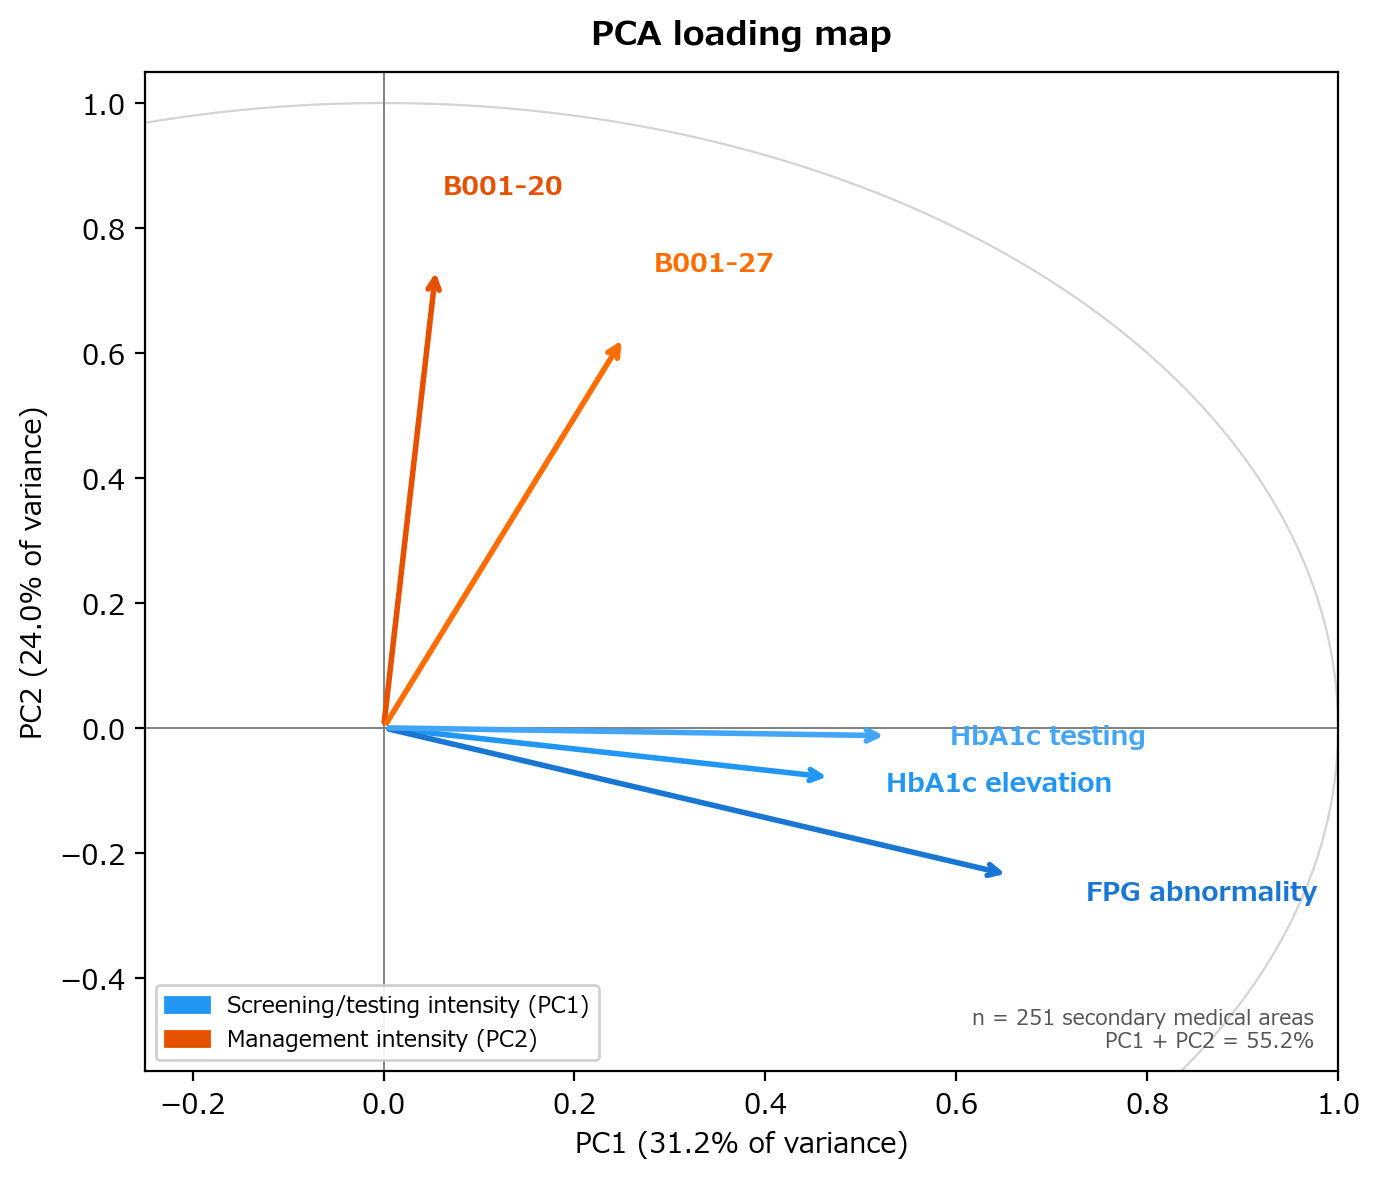 PCA loading map
1.0
0.8
0.6
0.4
0.2
0.0
−0.2
−0.4
PC2 (24.0% of variance)
B001-20
B001-27
HbA1c testing
HbA1c elevation
FPG abnormality
Screening/testing intensity (PC1)
Management intensity (PC2)
n = 251 secondary medical areas
PC1 + PC2 = 55.2%
−0.2 0.0 0.2 0.4 0.6 0.8 1.0
PC1 (31.2% of variance)